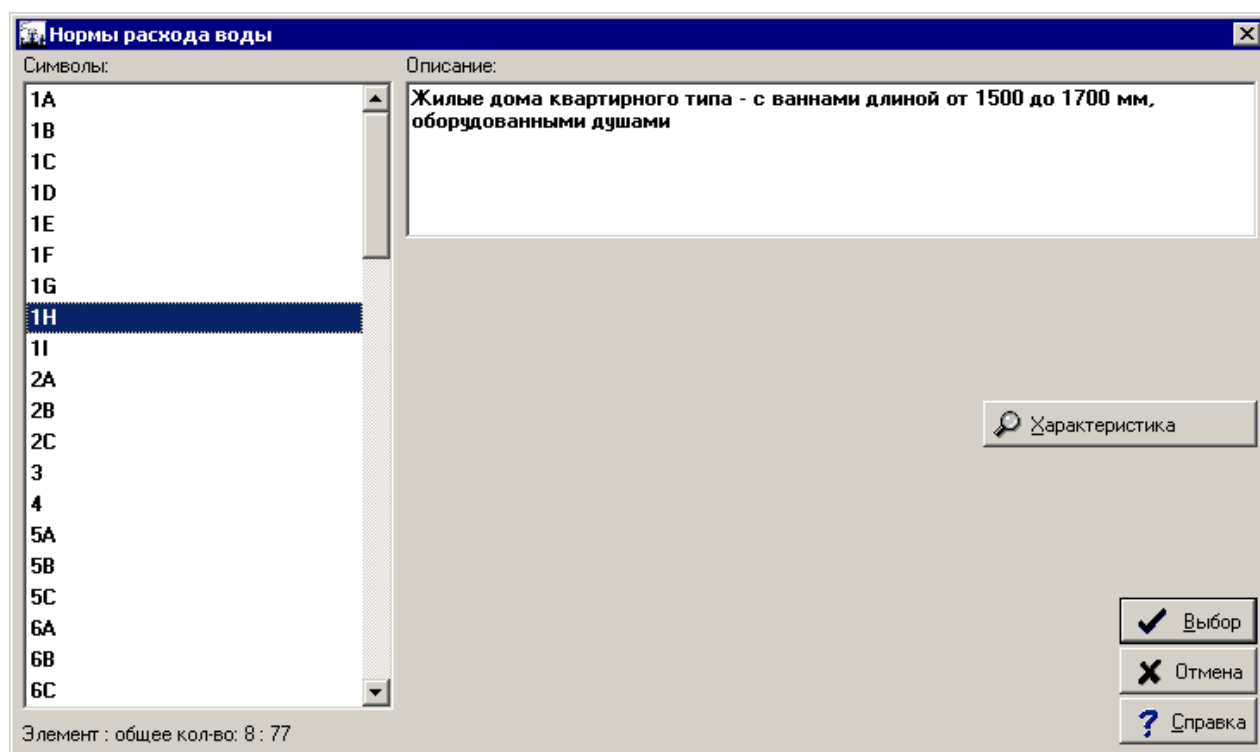 Нормы расхода воды
Символы:
1A
1B
1C
1D
1E
1F
1G
1H
1I
2A
2B
2C
3
4
5A
5B
5C
6A
6B
6C
Элемент : общее кол-во: 8 : 77
Описание:
Жилые дома квартирного типа - с ваннами длиной от 1500 до 1700 мм,
оборудованными душами
Характеристика
Выбор
Отмена
Справка